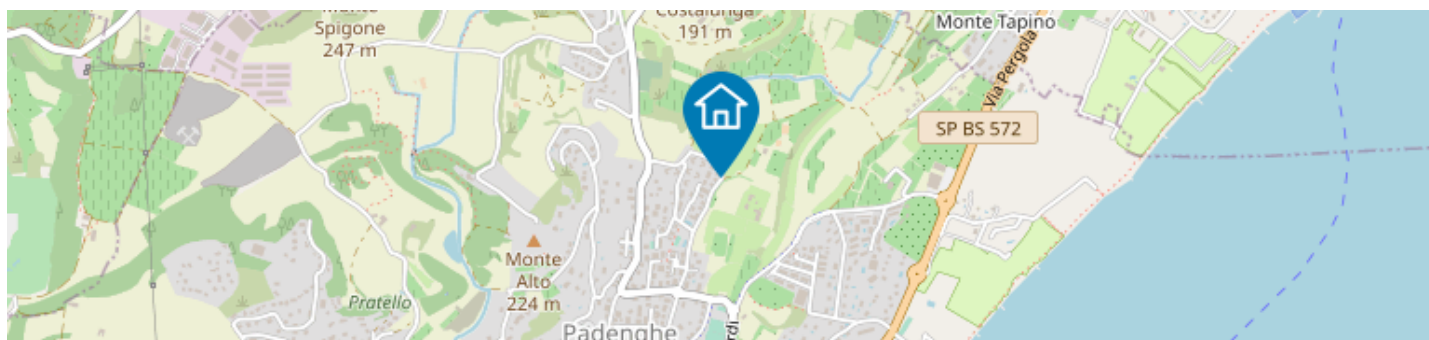 Monte
Spigone
247 m
Costalunga
191 m
Monte Tapino
Via Pergola
SP BS 572
Monte
Alto
224 m
Pratello
Padenghe